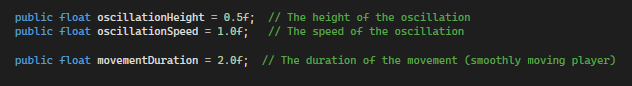 public float oscillationHeight = 0.5f;  // The height of the oscillation
public float oscillationSpeed = 1.0f;   // The speed of the oscillation
public float movementDuration = 2.0f;  // The duration of the movement (smoothly moving player)